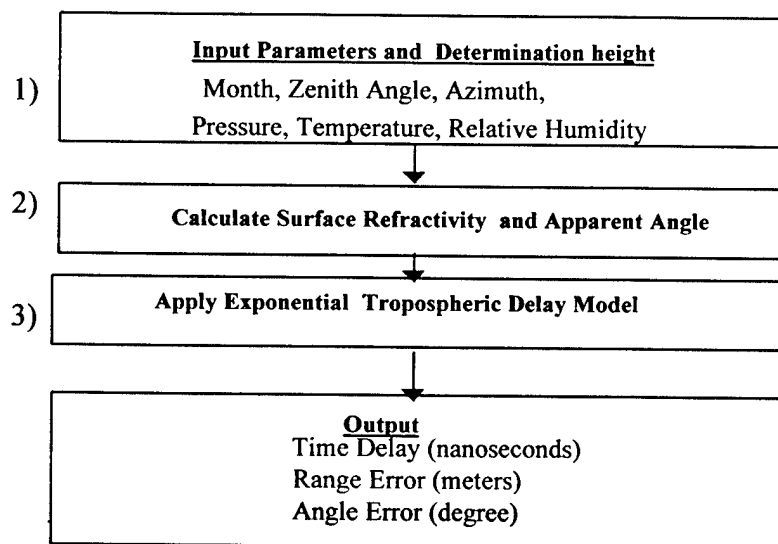 Input Parameters and Determination height
1)
Month, Zenith Angle, Azimuth,
Pressure, Temperature, Relative Humidity
2)
Calculate Surface Refractivity and Apparent Angle
Apply Exponential Tropospheric Delay Model
3)
Output
Time Delay (nanoseconds)
Range Error (meters)
Angle Error (degree)